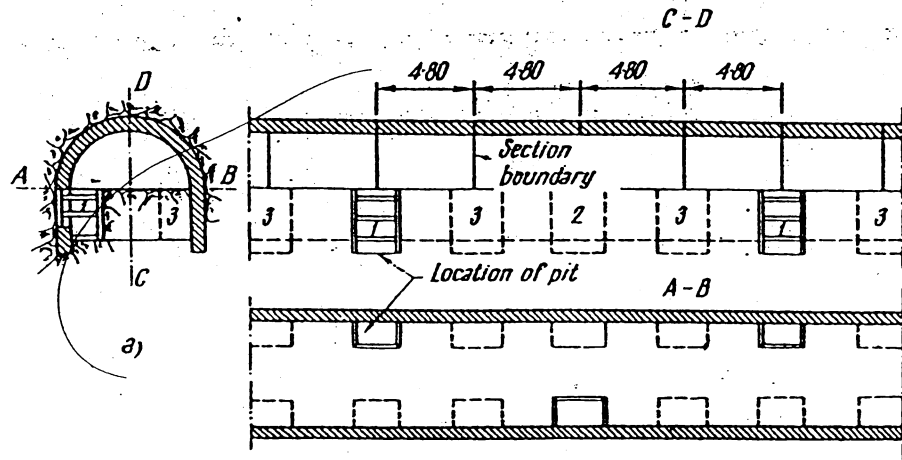 C-D
4·80 4·80 4·80 4·80
D
A B
Section
boundary
1 3
3 1 3 2 3 1 3
C
Location of pit
A-B
a)